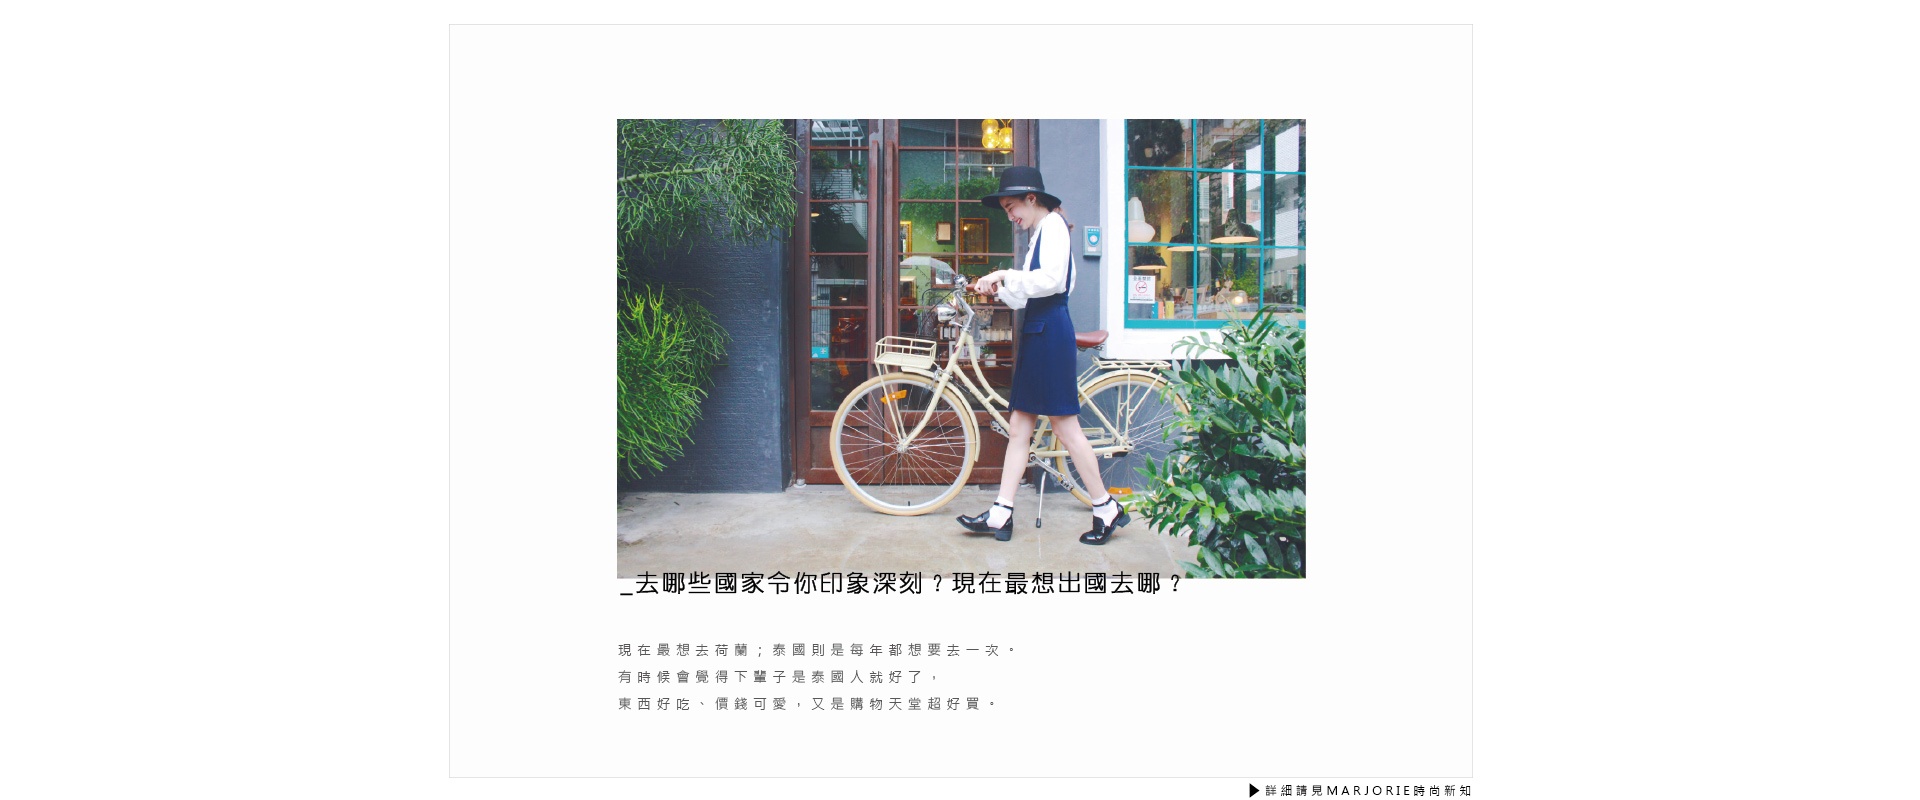 _去哪些國家令你印象深刻？現在最想出國去哪？
現在最想去荷蘭；泰國則是每年都想要去一次。
有時候會覺得下輩子是泰國人就好了，
東西好吃、價錢可愛，又是購物天堂超好買。
▶詳細請見MARJORIE時尚新知